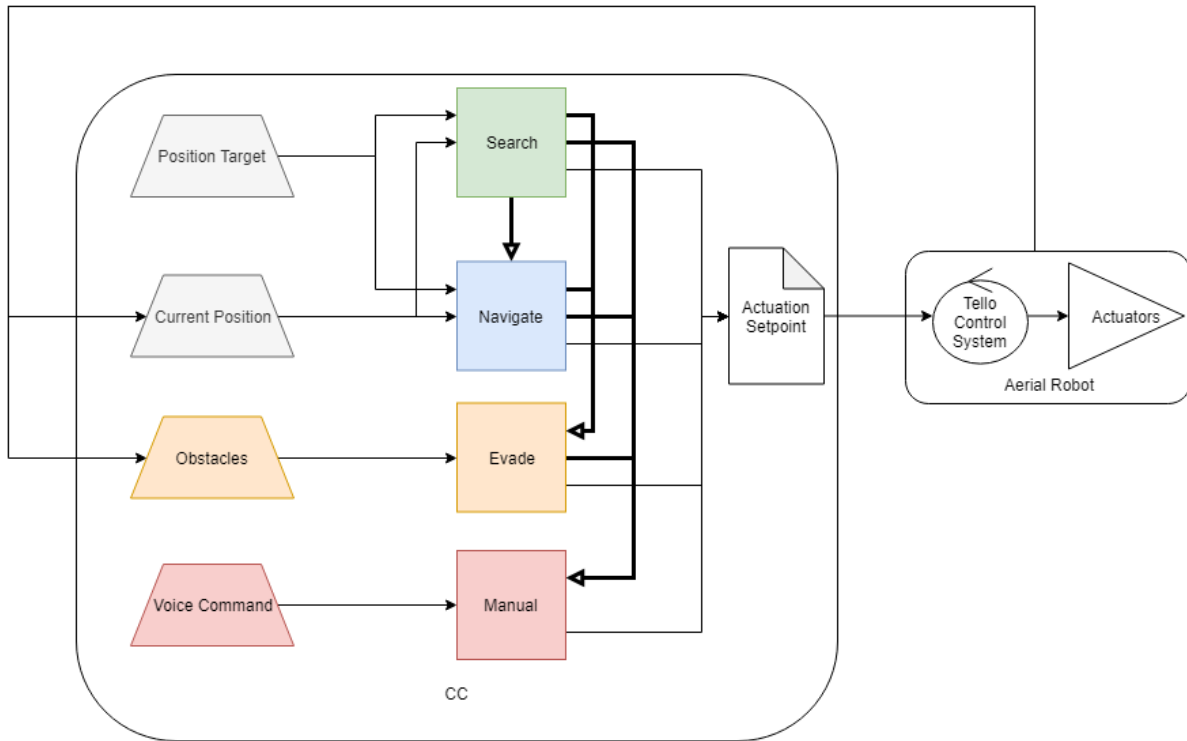 Position Target
Search
Current Position
Navigate
Actuation
Setpoint
Tello
Control
System
Actuators
Aerial Robot
Obstacles
Evade
Voice Command
Manual
CC